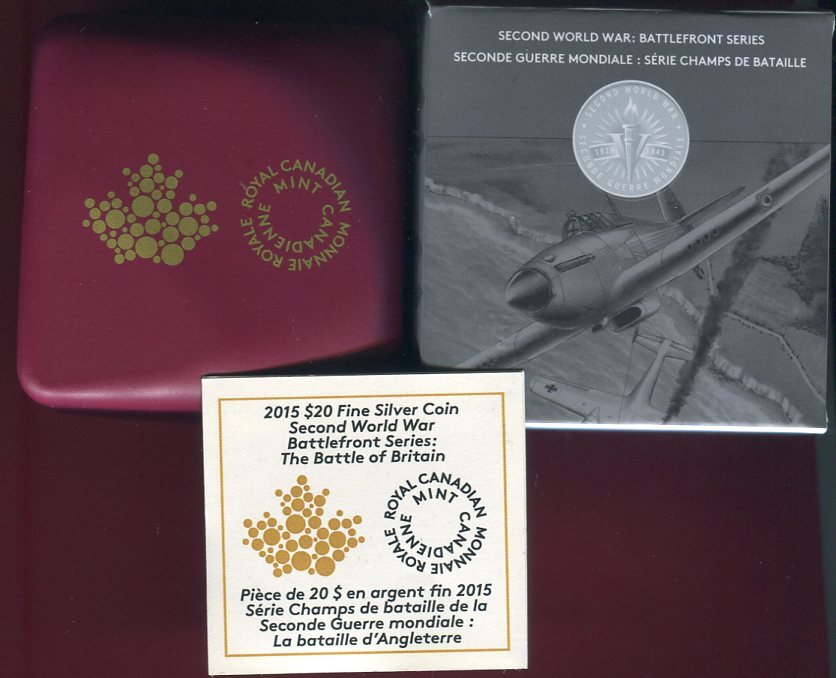 SECOND WORLD WAR: BATTLEFRONT SERIES
SECONDE GUERRE MONDIALE : SÉRIE CHAMPS DE BATAILLE
SECOND WORLD WAR
1939 1945
SECONDE GUERRE MONDIALE
ROYAL CANADIAN MINT
MONNAIE ROYALE CANADIENNE
2015 $20 Fine Silver Coin
Second World War
Battlefront Series:
The Battle of Britain
ROYAL CANADIAN MINT
MONNAIE ROYALE CANADIENNE
Pièce de 20 $ en argent fin 2015
Série Champs de bataille de la
Seconde Guerre mondiale :
La bataille d'Angleterre